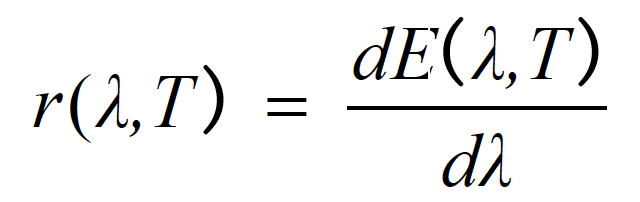 r(λ,T) = dE(λ,T)/dλ